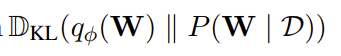 𝔻KL(qϕ(W) ∥ P(W | 𝒟))